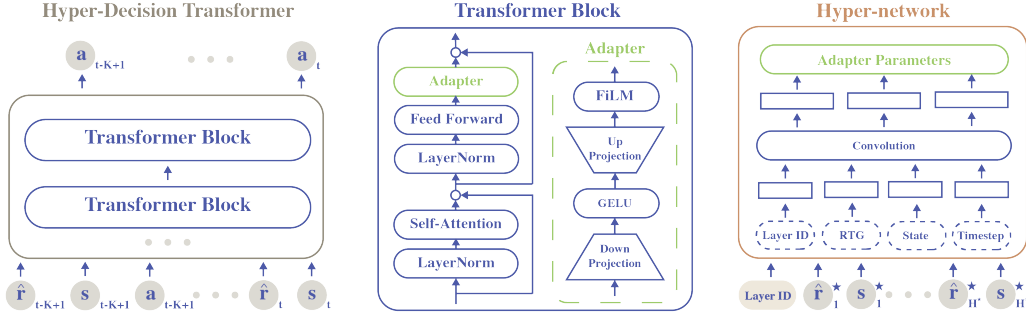 Hyper-Decision Transformer
a t-K+1
a t
Transformer Block
Transformer Block
r̂ t-K+1
s t-K+1
a t-K+1
r̂ t
s t
Transformer Block
Adapter
Feed Forward
LayerNorm
Self-Attention
LayerNorm
Adapter
FiLM
Up
Projection
GELU
Down
Projection
Hyper-network
Adapter Parameters
Convolution
Layer ID
RTG
State
Timestep
Layer ID
r̂ ★ 1
s ★ 1
r̂ ★ H
s ★ H